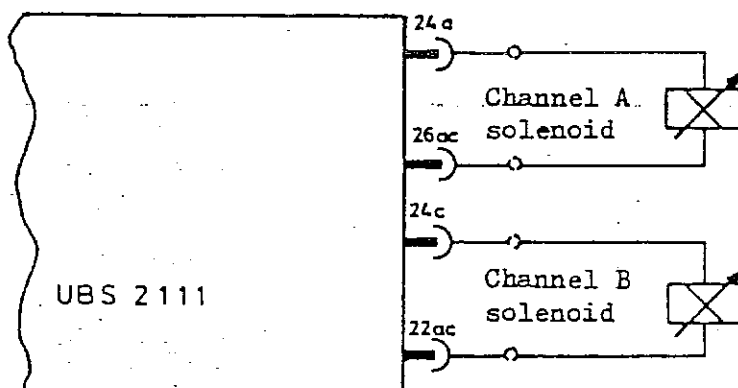 24a
Channel A
solenoid
26ac
24c
Channel B
solenoid
UBS 2111
22ac